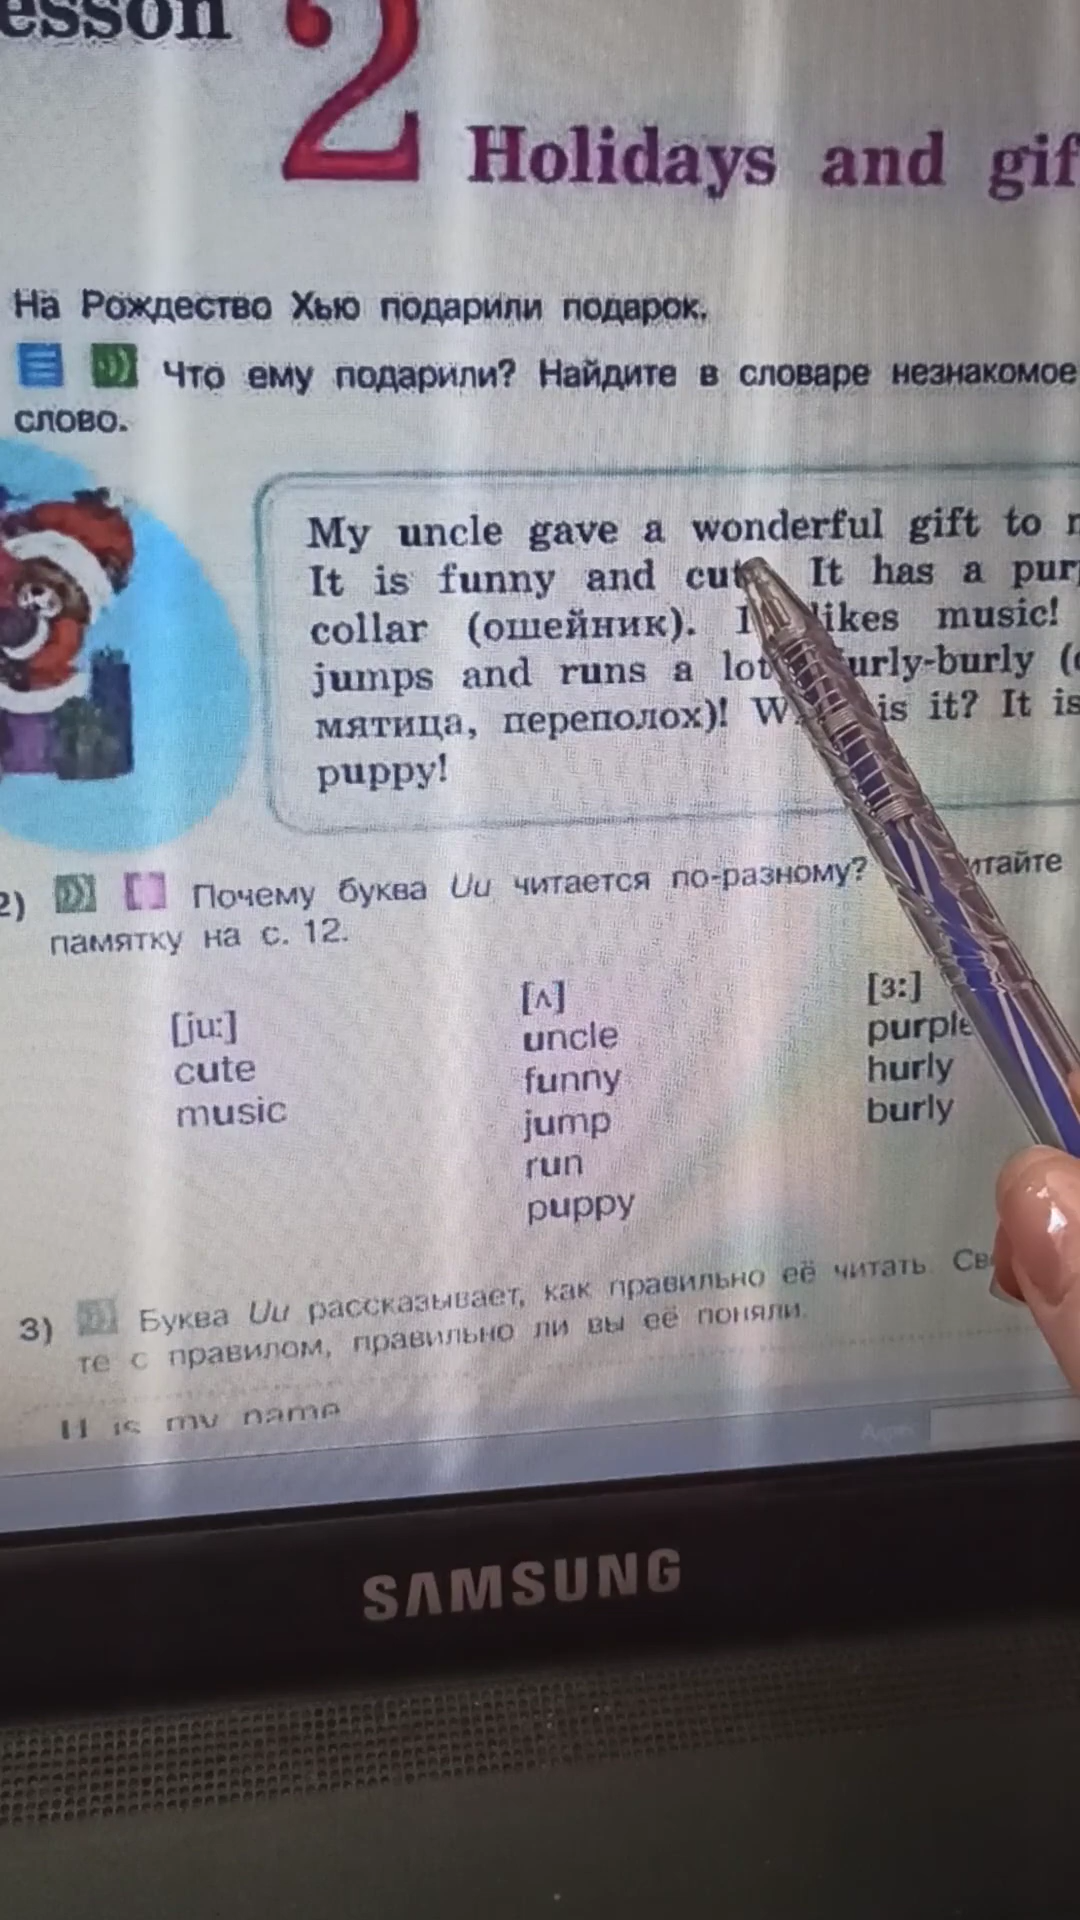 esson 2
Holidays and gif
На Рождество Хью подарили подарок.
Что ему подарили? Найдите в словаре незнакомое
слово.
My uncle gave a wonderful gift to
It is funny and It has a pur
collar (ошейник). likes music!
jumps and runs a lot urly-burly (
мятица, переполох)! is it? It is
puppy!
2) Почему буква Uu читается по-разному? итайте
памятку на с. 12.
[ju:]
cute
music
[ʌ]
uncle
funny
jump
run
puppy
[ɜ:]
purple
hurly
burly
3) Буква Uu рассказывает, как правильно её читать. Св
те с правилом, правильно ли вы её поняли.
U is my name
SAMSUNG